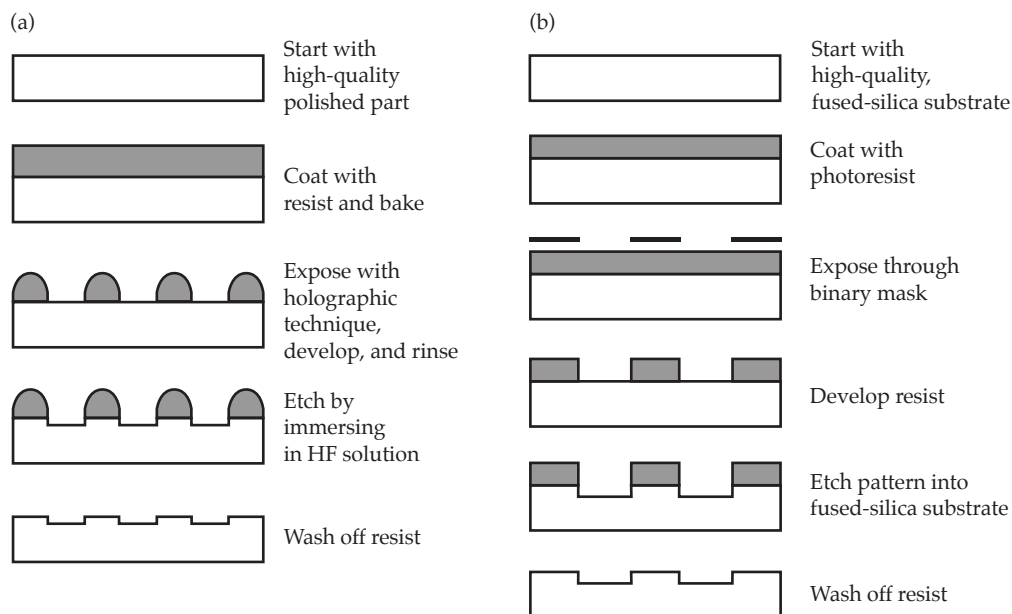 (a)
Start with
high-quality
polished part
Coat with
resist and bake
Expose with
holographic
technique,
develop, and rinse
Etch by
immersing
in HF solution
Wash off resist
(b)
Start with
high-quality,
fused-silica substrate
Coat with
photoresist
Expose through
binary mask
Develop resist
Etch pattern into
fused-silica substrate
Wash off resist